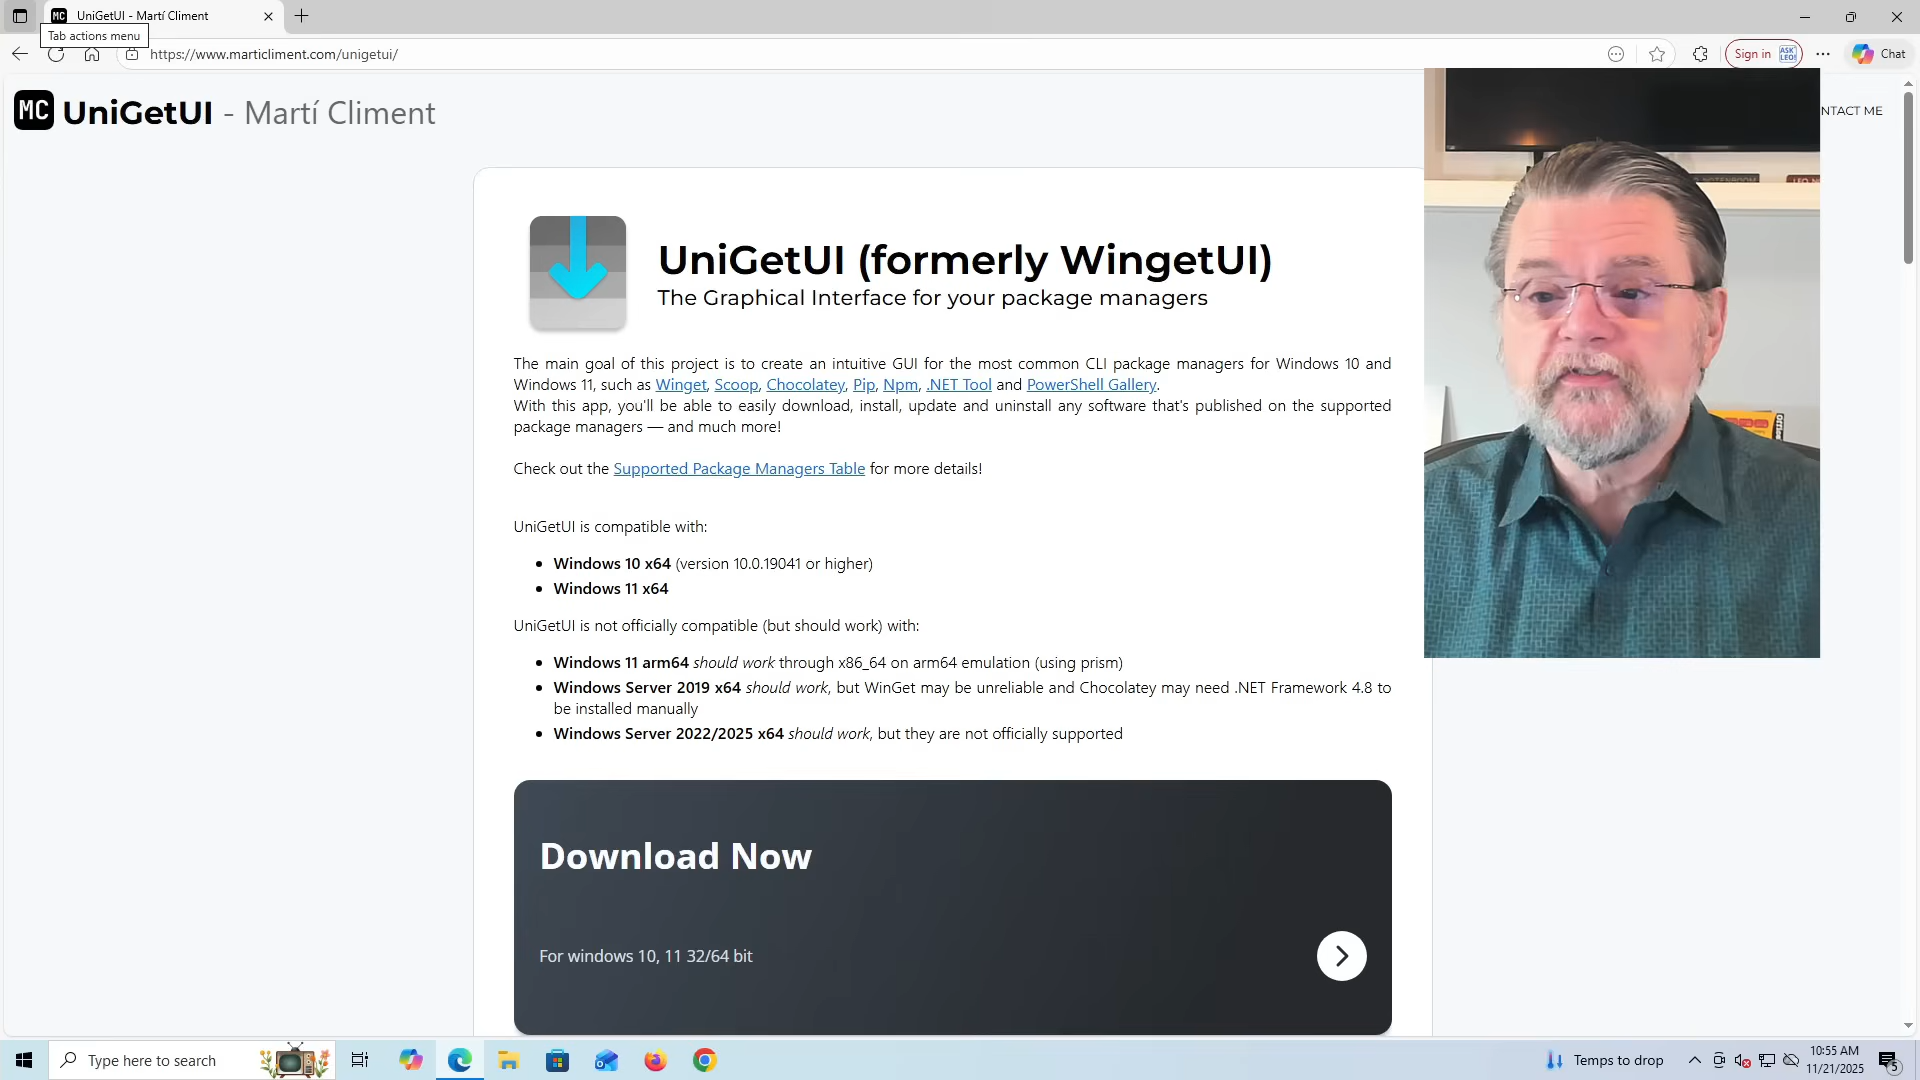 MC UniGetUI - Martí Climent
Tab actions menu
https://www.marticliment.com/unigetui/
Sign in
ASK LEO!
Chat
MC UniGetUI - Martí Climent
NTACT ME
UniGetUI (formerly WingetUI)
The Graphical Interface for your package managers
The main goal of this project is to create an intuitive GUI for the most common CLI package managers for Windows 10 and
Windows 11, such as Winget, Scoop, Chocolatey, Pip, Npm, .NET Tool and PowerShell Gallery.
With this app, you'll be able to easily download, install, update and uninstall any software that's published on the supported
package managers — and much more!
Check out the Supported Package Managers Table for more details!
UniGetUI is compatible with:
Windows 10 x64 (version 10.0.19041 or higher)
Windows 11 x64
UniGetUI is not officially compatible (but should work) with:
Windows 11 arm64 should work through x86_64 on arm64 emulation (using prism)
Windows Server 2019 x64 should work, but WinGet may be unreliable and Chocolatey may need .NET Framework 4.8 to
be installed manually
Windows Server 2022/2025 x64 should work, but they are not officially supported
Download Now
For windows 10, 11 32/64 bit
Type here to search
Temps to drop
10:55 AM
11/21/2025
5